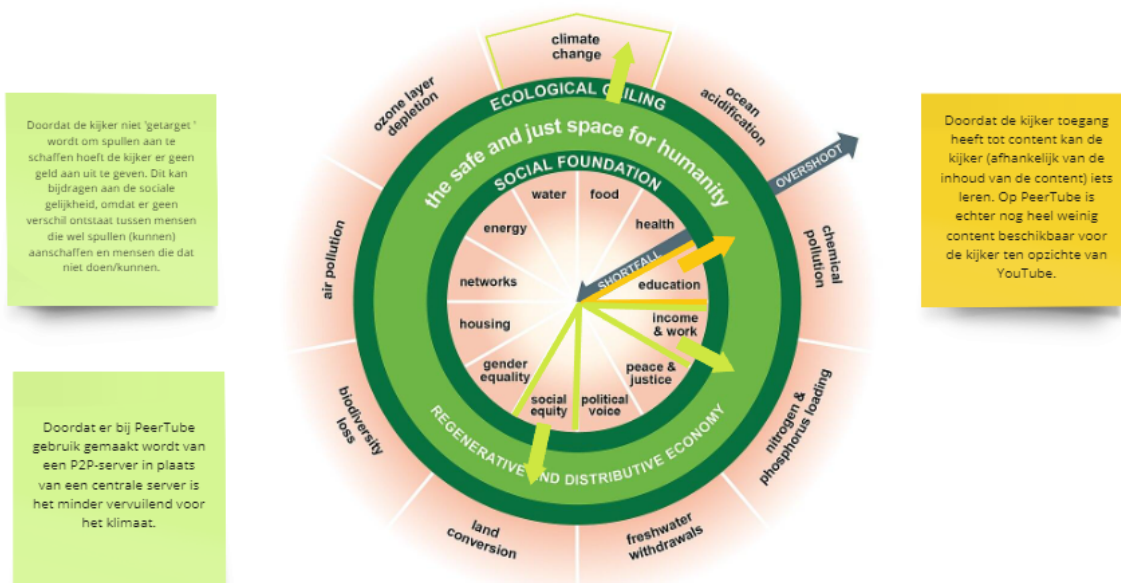 Doordat de kijker niet 'getarget '
wordt om spullen aan te
schaffen hoeft de kijker er geen
geld aan uit te geven. Dit kan
bijdragen aan de sociale
gelijkheid, omdat er geen
verschil ontstaat tussen mensen
die wel spullen (kunnen)
aanschaffen en mensen die dat
niet doen/kunnen.
Doordat er bij PeerTube
gebruik gemaakt wordt van
een P2P-server in plaats
van een centrale server is
het minder vervuilend voor
het klimaat.
climate
change
ozone layer
depletion
ocean
acidification
air pollution
chemical
pollution
biodiversity
loss
nitrogen &
phosphorus loading
land
conversion
freshwater
withdrawals
ECOLOGICAL CEILING
the safe and just space for humanity
SOCIAL FOUNDATION
OVERSHOOT
SHORTFALL
water
food
energy
health
networks
education
housing
income
& work
gender
equality
peace &
justice
social
equity
political
voice
REGENERATIVE AND DISTRIBUTIVE ECONOMY
Doordat de kijker toegang
heeft tot content kan de
kijker (afhankelijk van de
inhoud van de content) iets
leren. Op PeerTube is
echter nog heel weinig
content beschikbaar voor
de kijker ten opzichte van
YouTube.